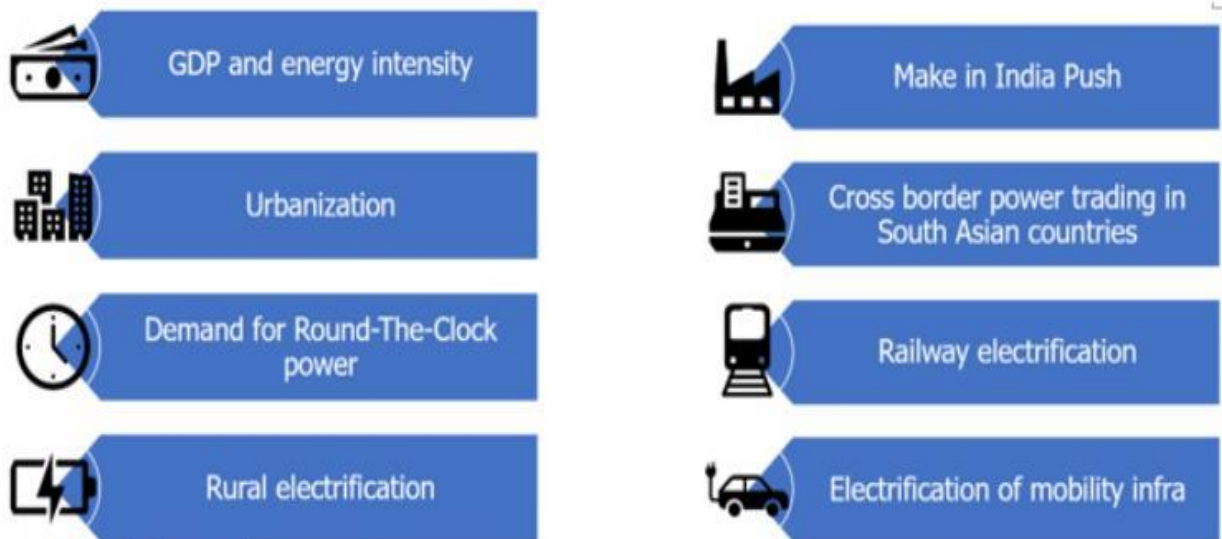 GDP and energy intensity
Urbanization
Demand for Round-The-Clock
power
Rural electrification
Make in India Push
Cross border power trading in
South Asian countries
Railway electrification
Electrification of mobility infra